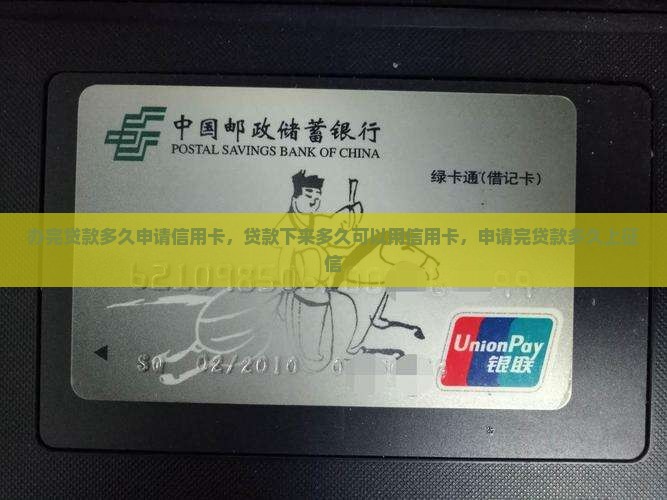 中国邮政储蓄银行
POSTAL SAVINGS BANK OF CHINA
绿卡通(借记卡)
办完贷款多久申请信用卡，贷款下来多久可以用信用卡，申请完贷款多久上征
信
UnionPay
银联
02/2010